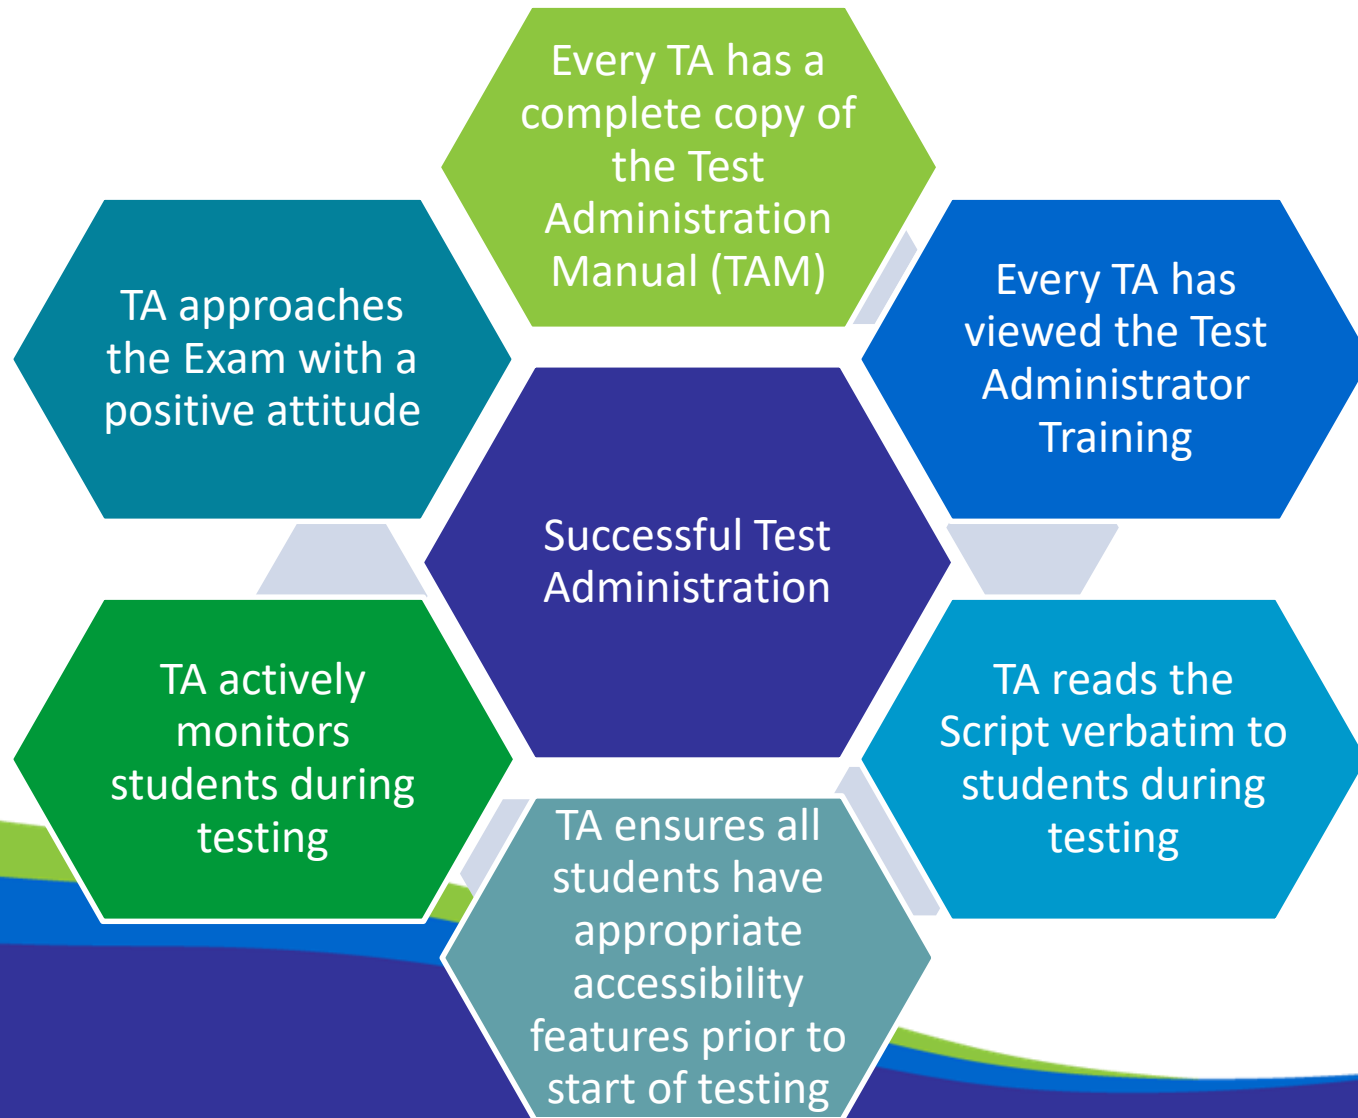 Every TA has a
complete copy of
the Test
Administration
Manual (TAM)
Every TA has
viewed the Test
Administrator
Training
TA reads the
Script verbatim to
students during
testing
TA ensures all
students have
appropriate
accessibility
features prior to
start of testing
TA actively
monitors
students during
testing
TA approaches
the Exam with a
positive attitude
Successful Test
Administration